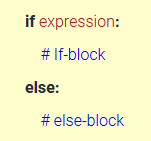 if expression:
# If-block
else:
# else-block